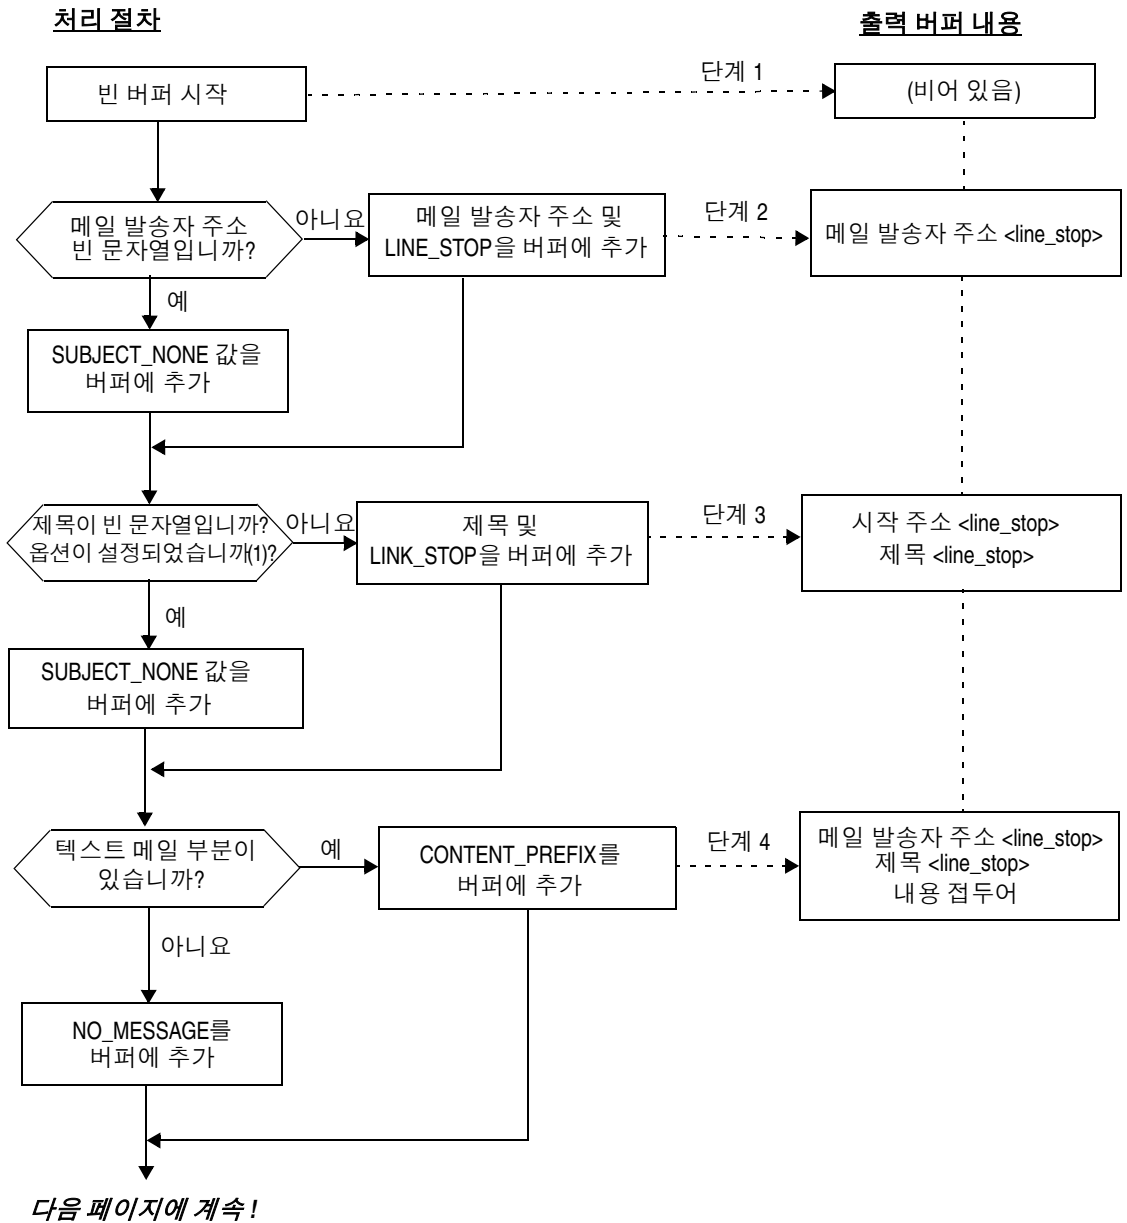 처리 절차
출력 버퍼 내용
빈 버퍼 시작
단계 1
(비어 있음)
메일 발송자 주소
빈 문자열입니까?
아니요
메일 발송자 주소 및
LINE_STOP을 버퍼에 추가
단계 2
메일 발송자 주소 <line_stop>
예
SUBJECT_NONE 값을
버퍼에 추가
제목이 빈 문자열입니까?
옵션이 설정되었습니까(1)?
아니요
제목 및
LINK_STOP을 버퍼에 추가
단계 3
시작 주소 <line_stop>
제목 <line_stop>
예
SUBJECT_NONE 값을
버퍼에 추가
텍스트 메일 부분이
있습니까?
예
CONTENT_PREFIX를
버퍼에 추가
단계 4
메일 발송자 주소 <line_stop>
제목 <line_stop>
내용 접두어
아니요
NO_MESSAGE를
버퍼에 추가
다음 페이지에 계속 !